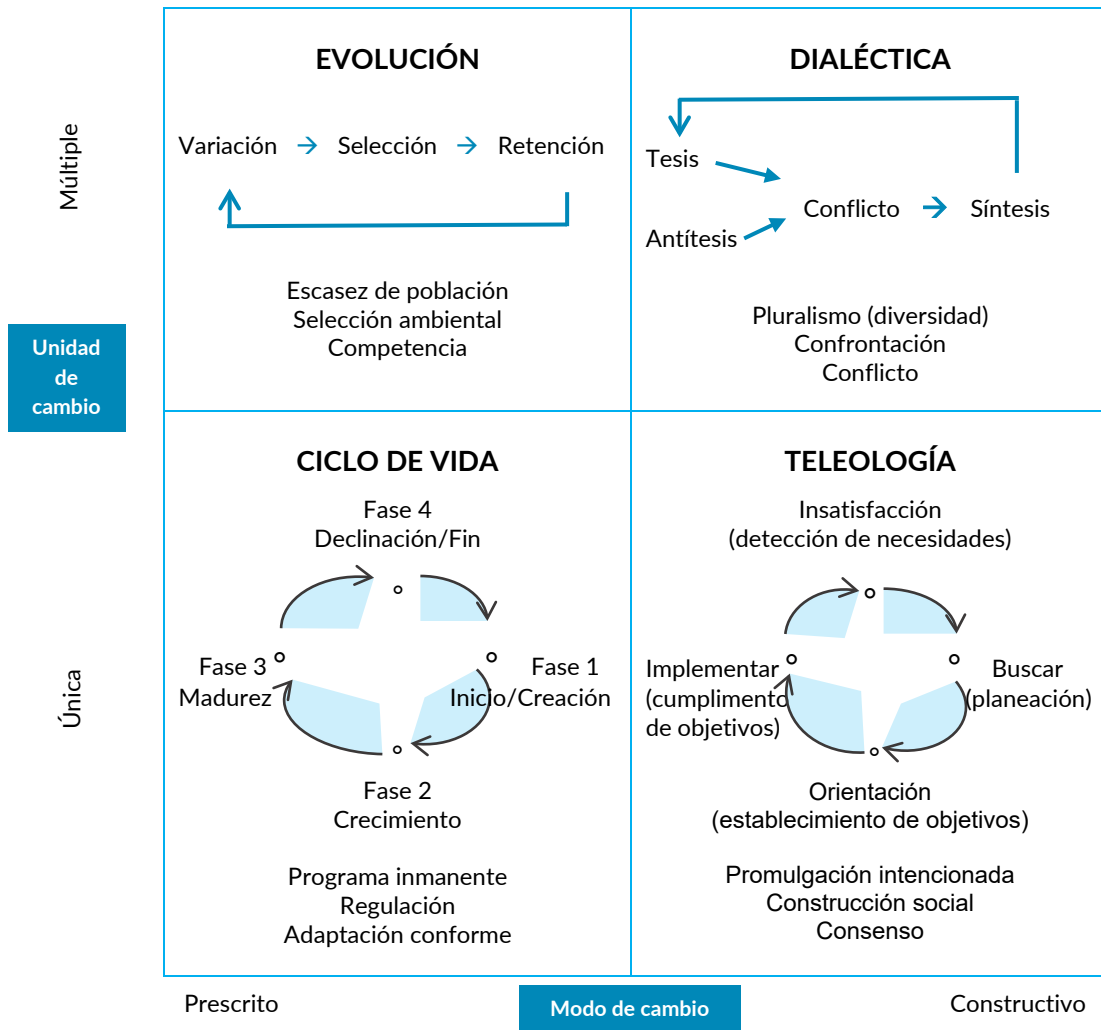 EVOLUCIÓN
Variación → Selección → Retención
Escasez de población
Selección ambiental
Competencia
DIALÉCTICA
Tesis
Conflicto → Síntesis
Antítesis
Pluralismo (diversidad)
Confrontación
Conflicto
Múltiple
Unidad
de
cambio
Única
CICLO DE VIDA
Fase 4
Declinación/Fin
Fase 3
Madurez
Fase 1
Inicio/Creación
Fase 2
Crecimiento
Programa inmanente
Regulación
Adaptación conforme
TELEOLOGÍA
Insatisfacción
(detección de necesidades)
Implementar
(cumplimento
de objetivos)
Buscar
(planeación)
Orientación
(establecimiento de objetivos)
Promulgación intencionada
Construcción social
Consenso
Prescrito
Modo de cambio
Constructivo